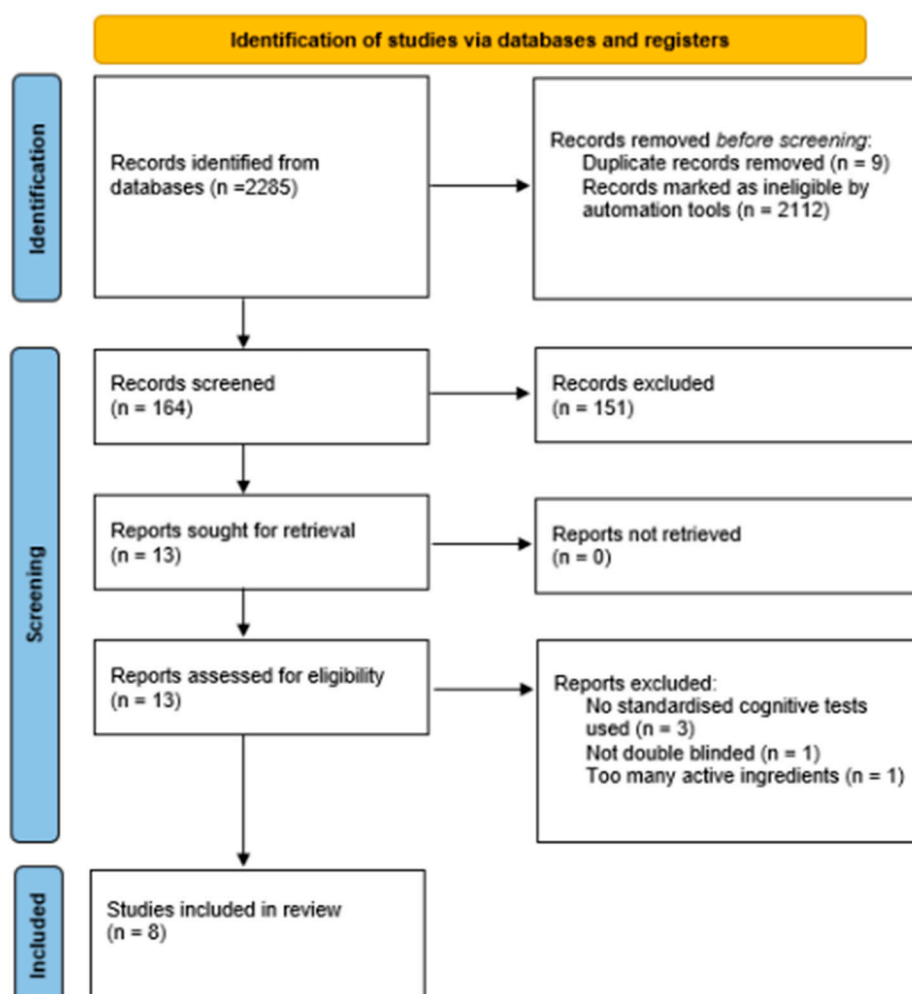 Identification of studies via databases and registers
Identification
Records identified from
databases (n =2285)
Records removed before screening:
Duplicate records removed (n = 9)
Records marked as ineligible by
automation tools (n = 2112)
Screening
Records screened
(n = 164)
Records excluded
(n = 151)
Reports sought for retrieval
(n = 13)
Reports not retrieved
(n = 0)
Reports assessed for eligibility
(n = 13)
Reports excluded:
No standardised cognitive tests
used (n = 3)
Not double blinded (n = 1)
Too many active ingredients (n = 1)
Included
Studies included in review
(n = 8)